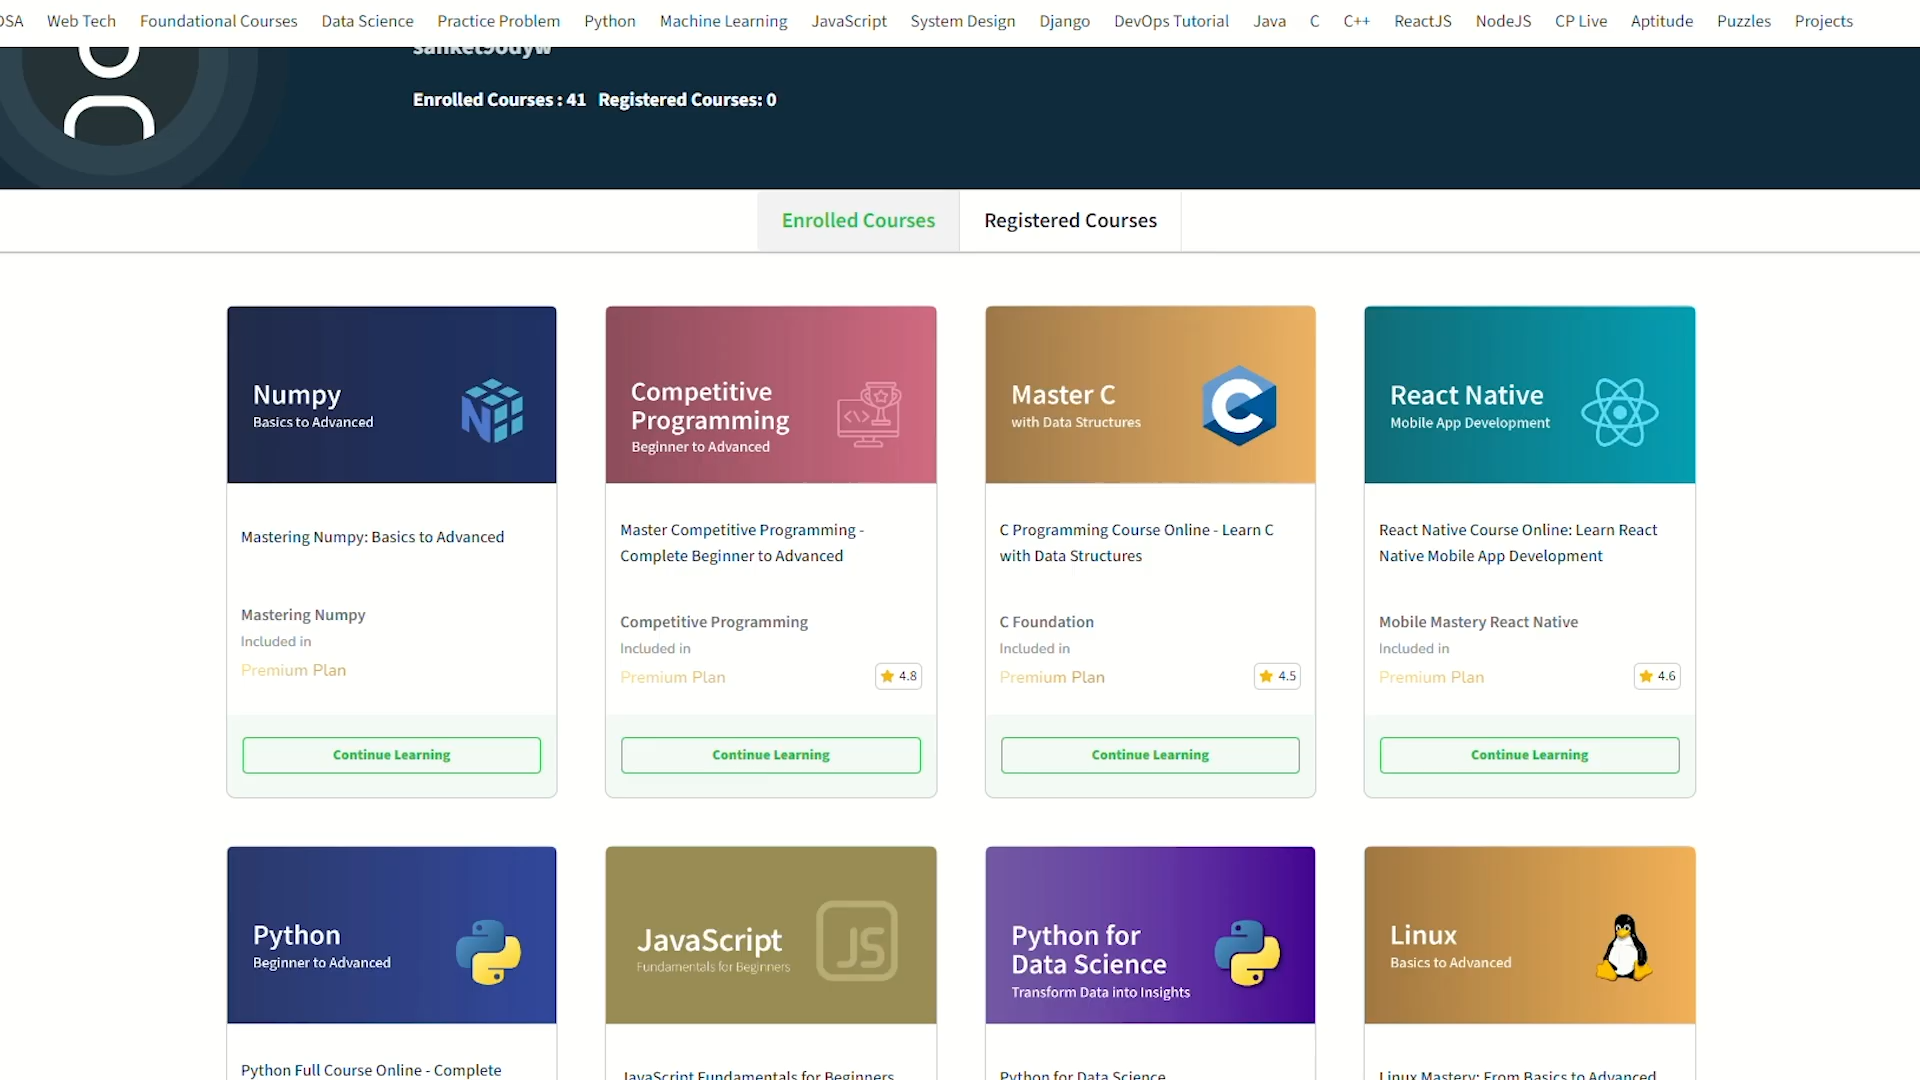 Web Tech Foundational Courses Data Science Practice Problem Python Machine Learning JavaScript System Design Django DevOps Tutorial Java C C++ ReactJS NodeJS CP Live Aptitude Puzzles Projects
Enrolled Courses : 41 Registered Courses: 0
Enrolled Courses Registered Courses
Numpy
Basics to Advanced
Mastering Numpy: Basics to Advanced
Mastering Numpy
Included in
Premium Plan
Continue Learning
Competitive
Programming
Beginner to Advanced
Master Competitive Programming -
Complete Beginner to Advanced
Competitive Programming
Included in
Premium Plan 4.8
Continue Learning
Master C
with Data Structures
C
C Programming Course Online - Learn C
with Data Structures
C Foundation
Included in
Premium Plan 4.5
Continue Learning
React Native
Mobile App Development
React Native Course Online: Learn React
Native Mobile App Development
Mobile Mastery React Native
Included in
Premium Plan 4.6
Continue Learning
Python
Beginner to Advanced
Python Full Course Online - Complete
JavaScript
Fundamentals for Beginners
JS
JavaScript Fundamentals for Beginners
Python for
Data Science
Transform Data into Insights
Python for Data Science
Linux
Basics to Advanced
Linux Mastery: From Basics to Advanced